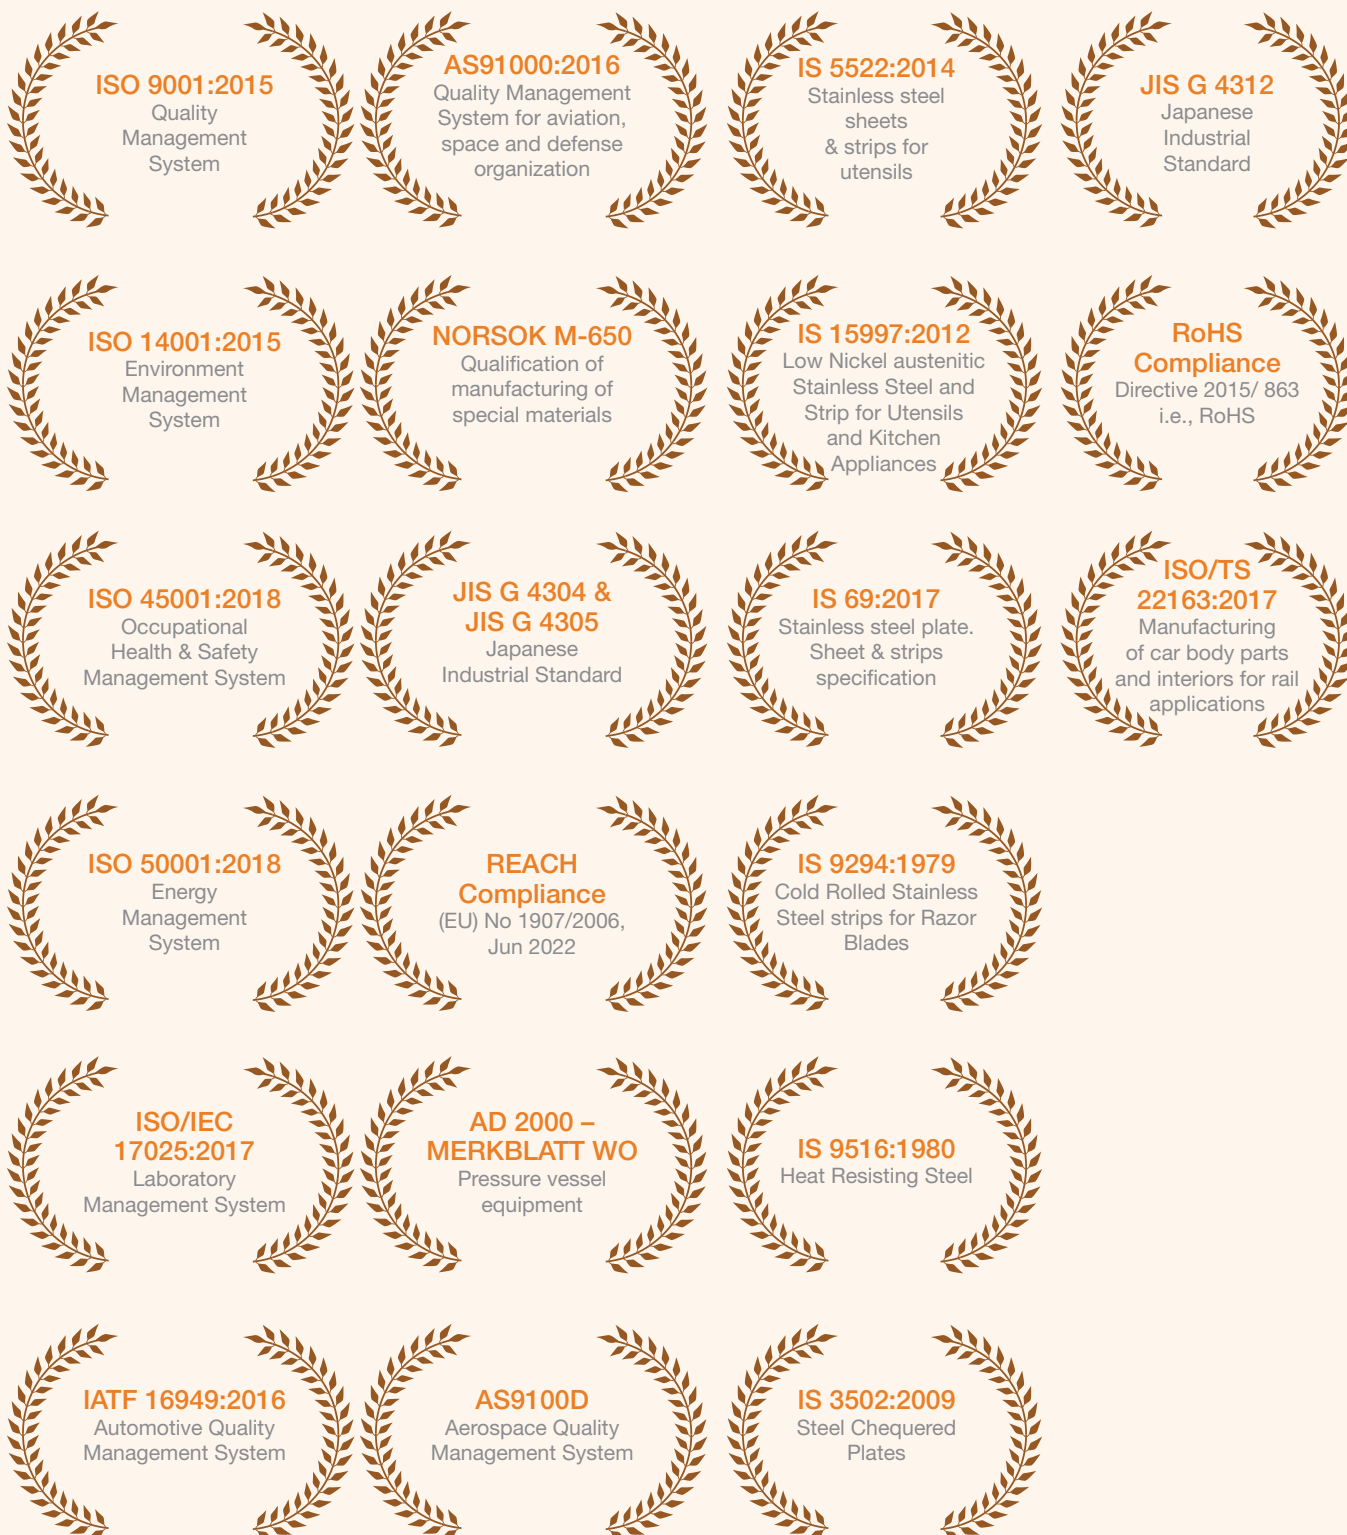 ISO 9001:2015
Quality
Management
System
AS91000:2016
Quality Management
System for aviation,
space and defense
organization
IS 5522:2014
Stainless steel
sheets
& strips for
utensils
JIS G 4312
Japanese
Industrial
Standard
ISO 14001:2015
Environment
Management
System
NORSOK M-650
Qualification of
manufacturing of
special materials
IS 15997:2012
Low Nickel austenitic
Stainless Steel and
Strip for Utensils
and Kitchen
Appliances
RoHS
Compliance
Directive 2015/ 863
i.e., RoHS
ISO 45001:2018
Occupational
Health & Safety
Management System
JIS G 4304 &
JIS G 4305
Japanese
Industrial Standard
IS 69:2017
Stainless steel plate.
Sheet & strips
specification
ISO/TS
22163:2017
Manufacturing
of car body parts
and interiors for rail
applications
ISO 50001:2018
Energy
Management
System
REACH
Compliance
(EU) No 1907/2006,
Jun 2022
IS 9294:1979
Cold Rolled Stainless
Steel strips for Razor
Blades
ISO/IEC
17025:2017
Laboratory
Management System
AD 2000 –
MERKBLATT WO
Pressure vessel
equipment
IS 9516:1980
Heat Resisting Steel
IATF 16949:2016
Automotive Quality
Management System
AS9100D
Aerospace Quality
Management System
IS 3502:2009
Steel Chequered
Plates